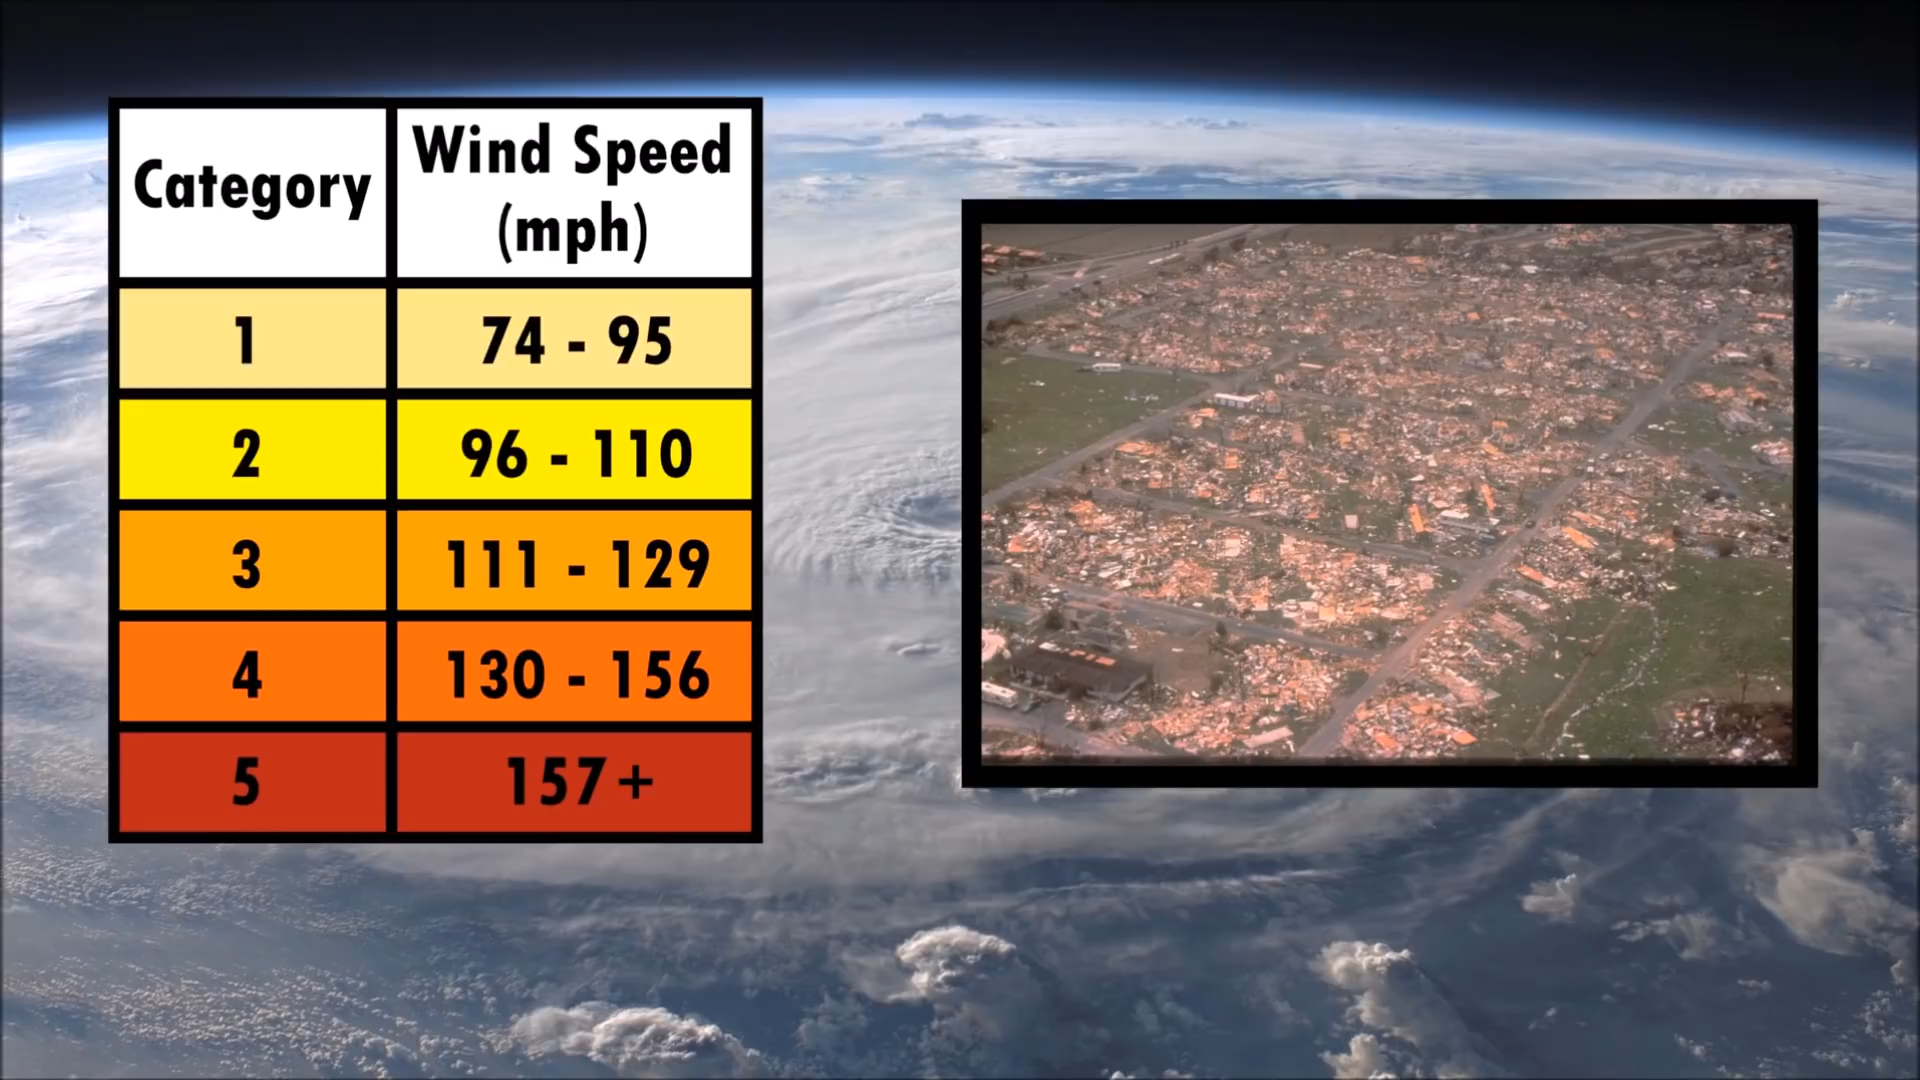 Category
Wind Speed
(mph)
1
74 - 95
2
96 - 110
3
111 - 129
4
130 - 156
5
157+